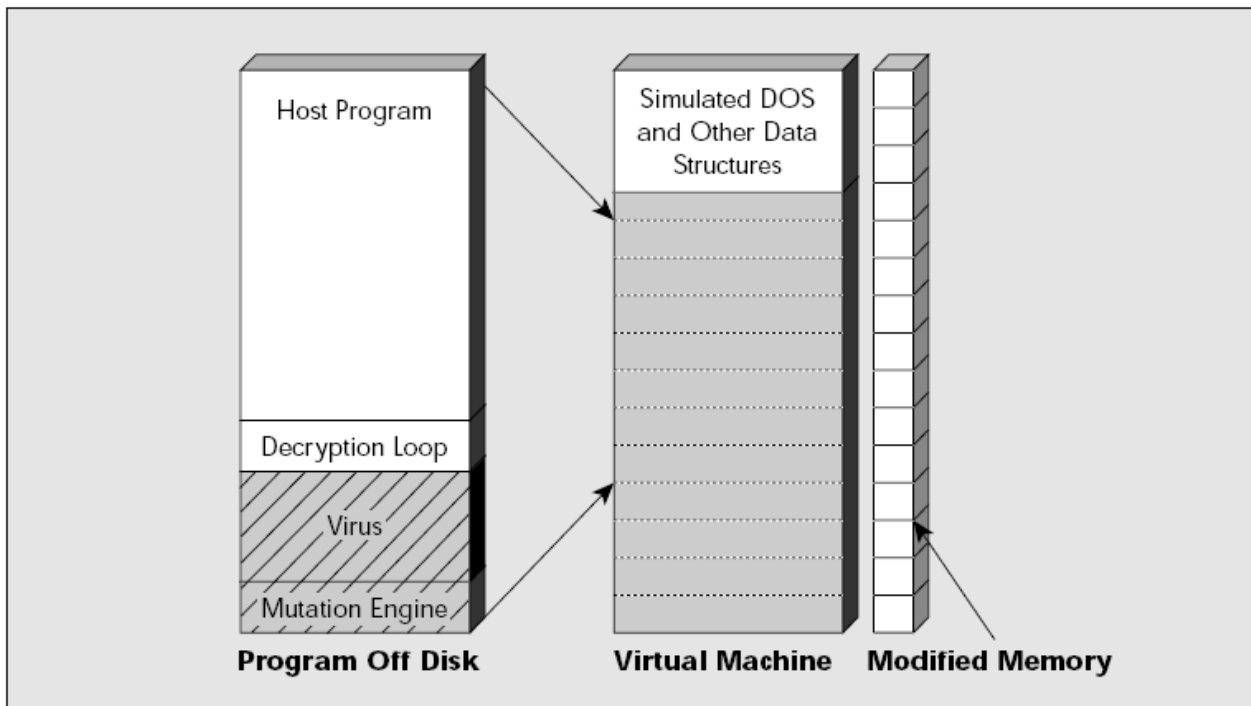 Host Program
Decryption Loop
Virus
Mutation Engine
Program Off Disk
Simulated DOS
and Other Data
Structures
Virtual Machine
Modified Memory